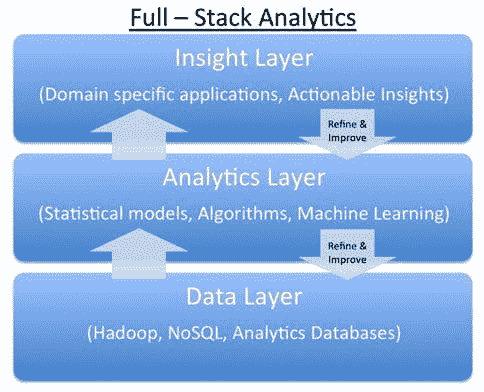 Full – Stack Analytics
Insight Layer
(Domain specific applications, Actionable Insights)
Refine &
Improve
Analytics Layer
(Statistical models, Algorithms, Machine Learning)
Refine &
Improve
Data Layer
(Hadoop, NoSQL, Analytics Databases)